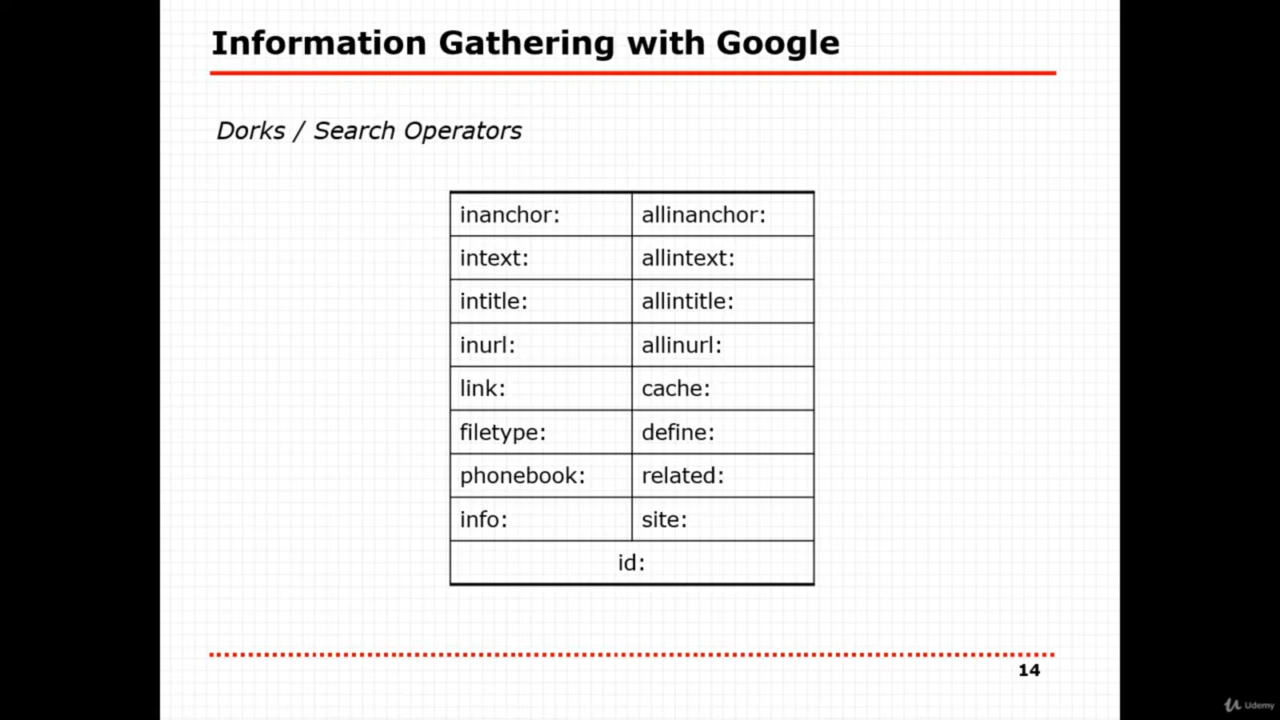 Information Gathering with Google
Dorks / Search Operators
inanchor: allinanchor:
intext: allintext:
intitle: allintitle:
inurl: allinurl:
link: cache:
filetype: define:
phonebook: related:
info: site:
id:
14
Udemy